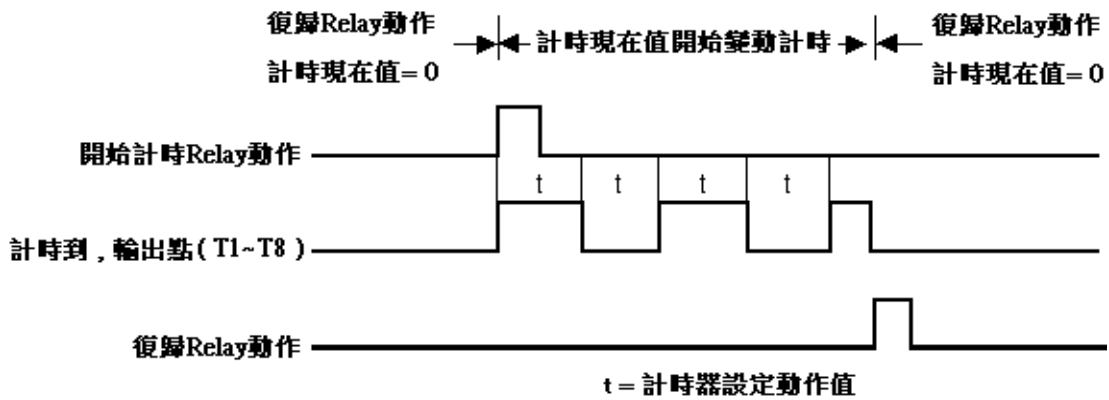 復歸Relay動作
計時現在值= 0
計時現在值開始變動計時
復歸Relay動作
計時現在值= 0
開始計時Relay動作
t t t t
計時到 , 輸出點 ( T1~T8 )
復歸Relay動作
t = 計時器設定動作值